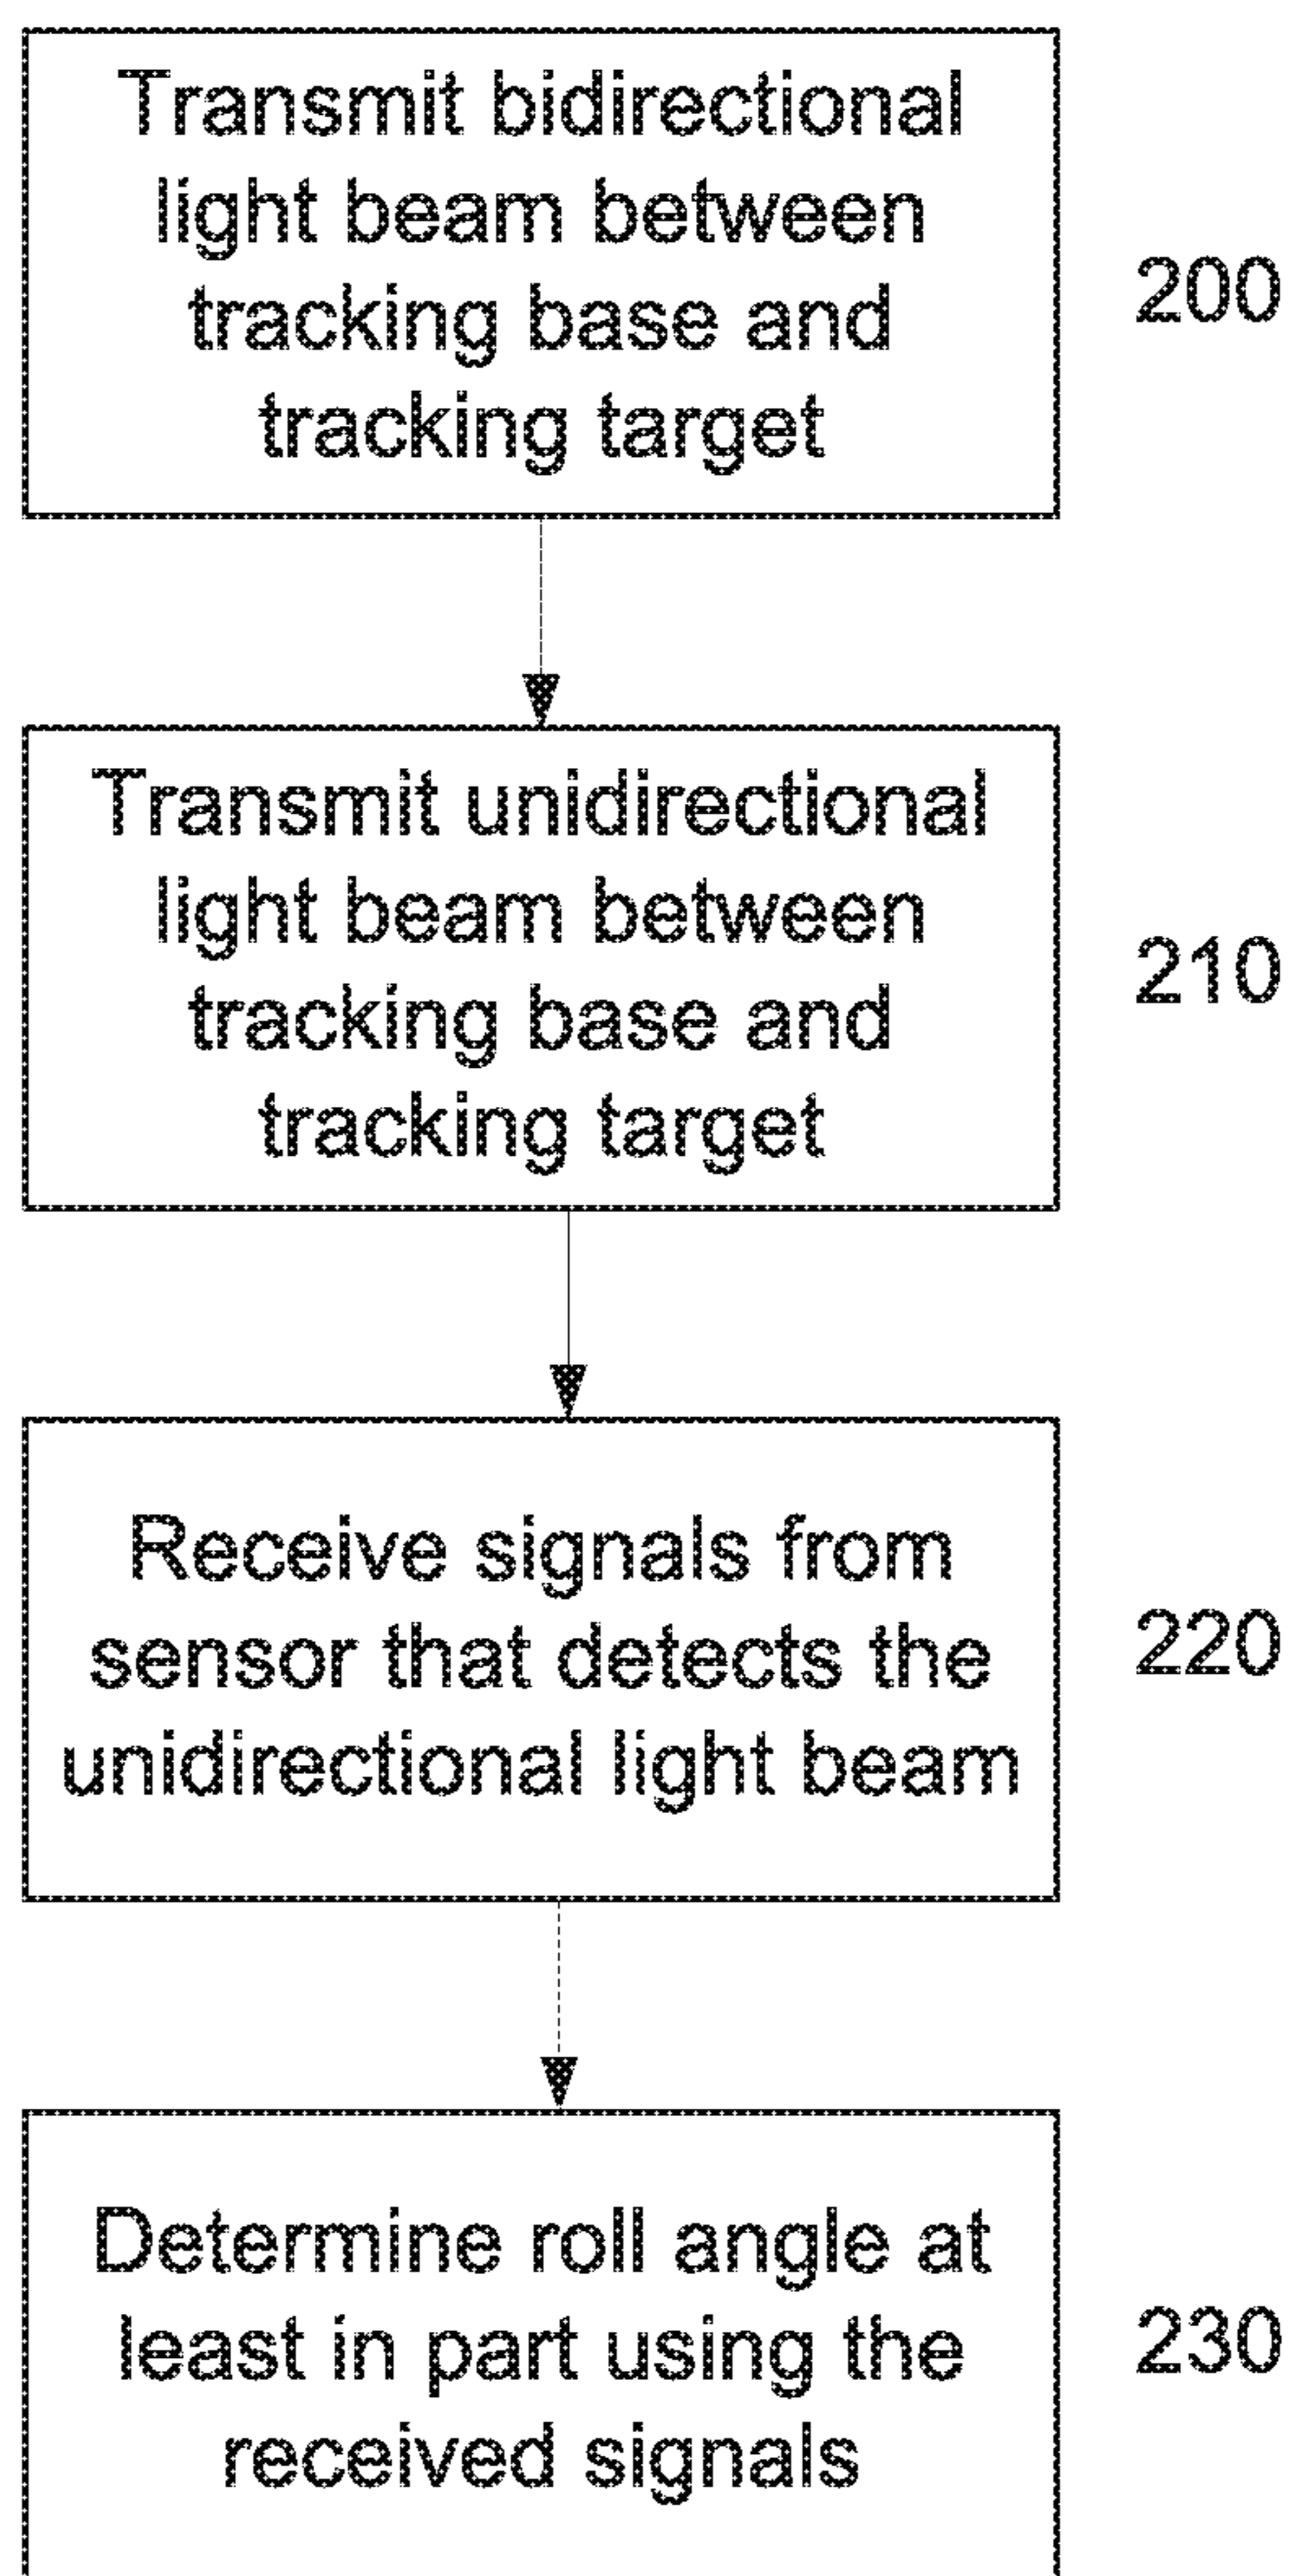 Transmit bidirectional
light beam between
tracking base and
tracking target
200
Transmit unidirectional
light beam between
tracking base and
tracking target
210
Receive signals from
sensor that detects the
unidirectional light beam
220
Determine roll angle at
least in part using the
received signals
230